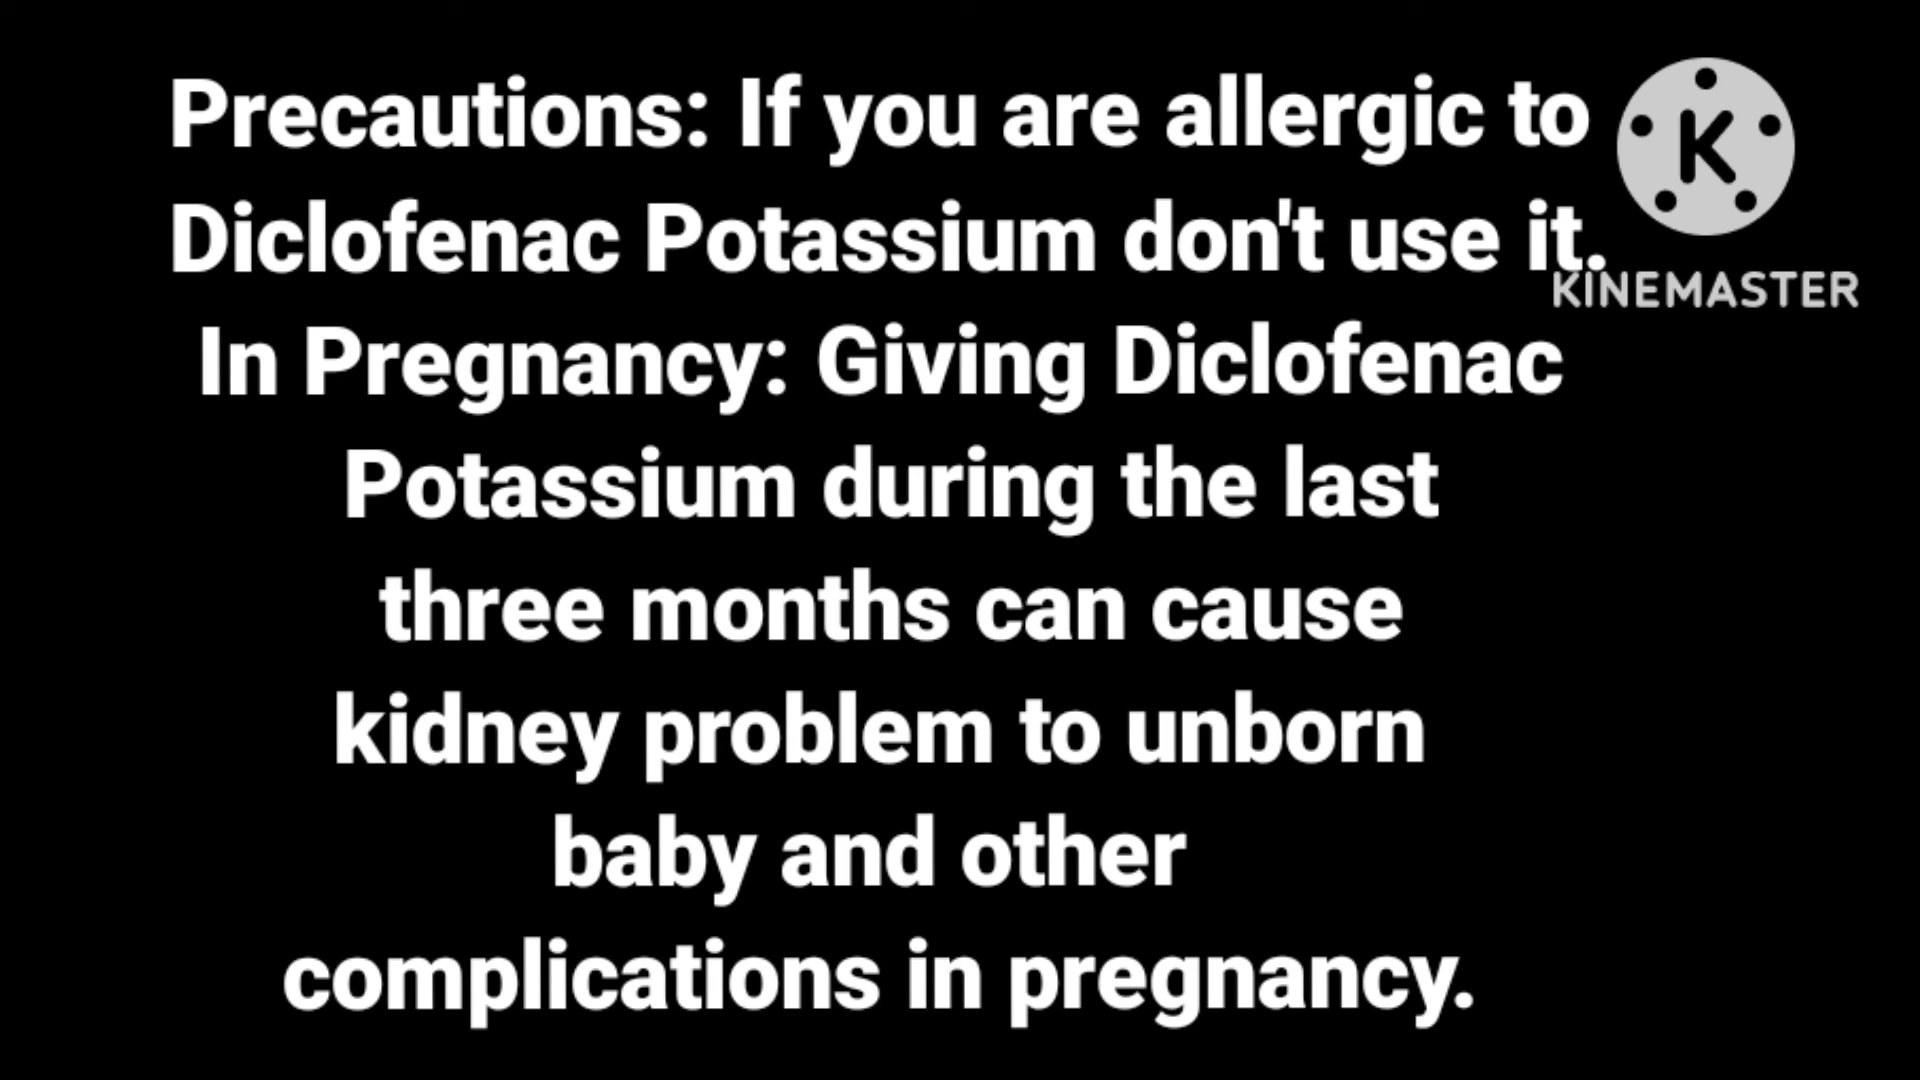 Precautions: If you are allergic to
Diclofenac Potassium don't use it.
In Pregnancy: Giving Diclofenac
Potassium during the last
three months can cause
kidney problem to unborn
baby and other
complications in pregnancy.
K
KINEMASTER